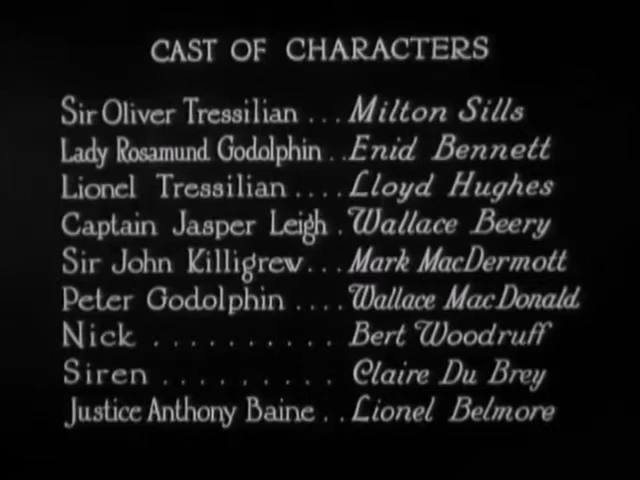 CAST OF CHARACTERS
Sir Oliver Tressilian ... Milton Sills
Lady Rosamund Godolphin .. Enid Bennett
Lionel Tressilian .... Lloyd Hughes
Captain Jasper Leigh . Wallace Beery
Sir John Killigrew ... Mark MacDermott
Peter Godolphin .... Wallace MacDonald
Nick .......... Bert Woodruff
Siren ......... Claire Du Brey
Justice Anthony Baine .. Lionel Belmore